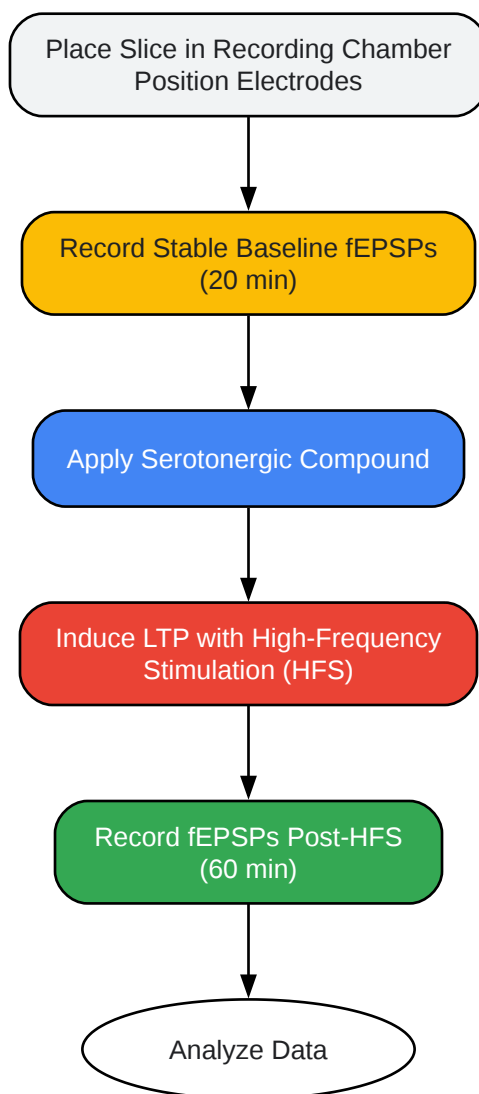 Place Slice in Recording Chamber
Position Electrodes
Record Stable Baseline fEPSPs
(20 min)
Apply Serotonergic Compound
Induce LTP with High-Frequency
Stimulation (HFS)
Record fEPSPs Post-HFS
(60 min)
Analyze Data